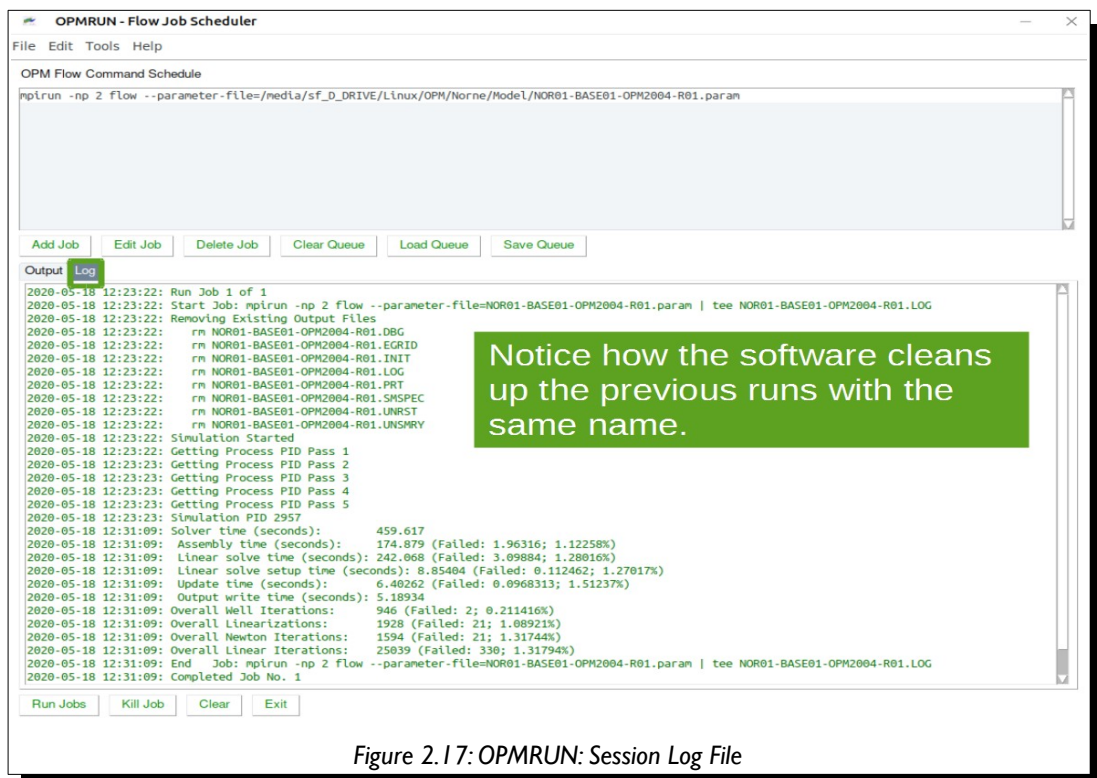 OPMRUN - Flow Job Scheduler
File Edit Tools Help
OPM Flow Command Schedule
mpirun -np 2 flow --parameter-file=/media/sf_D_DRIVE/Linux/OPM/Norne/Model/NOR01-BASE01-OPM2004-R01.param
Add Job Edit Job Delete Job Clear Queue Load Queue Save Queue
Output Log
2020-05-18 12:23:22: Run Job 1 of 1
2020-05-18 12:23:22: Start Job: mpirun -np 2 flow --parameter-file=NOR01-BASE01-OPM2004-R01.param | tee NOR01-BASE01-OPM2004-R01.LOG
2020-05-18 12:23:22: Removing Existing Output Files
2020-05-18 12:23:22: rm NOR01-BASE01-OPM2004-R01.DBG
2020-05-18 12:23:22: rm NOR01-BASE01-OPM2004-R01.EGRID
2020-05-18 12:23:22: rm NOR01-BASE01-OPM2004-R01.INIT
2020-05-18 12:23:22: rm NOR01-BASE01-OPM2004-R01.LOG
2020-05-18 12:23:22: rm NOR01-BASE01-OPM2004-R01.PRT
2020-05-18 12:23:22: rm NOR01-BASE01-OPM2004-R01.SMSPEC
2020-05-18 12:23:22: rm NOR01-BASE01-OPM2004-R01.UNRST
2020-05-18 12:23:22: rm NOR01-BASE01-OPM2004-R01.UNSMRY
2020-05-18 12:23:22: Simulation Started
2020-05-18 12:23:22: Getting Process PID Pass 1
2020-05-18 12:23:23: Getting Process PID Pass 2
2020-05-18 12:23:23: Getting Process PID Pass 3
2020-05-18 12:23:23: Getting Process PID Pass 4
2020-05-18 12:23:23: Getting Process PID Pass 5
2020-05-18 12:23:23: Simulation PID 2957
2020-05-18 12:31:09: Solver time (seconds): 459.617
2020-05-18 12:31:09: Assembly time (seconds): 174.879 (Failed: 1.96316; 1.12258%)
2020-05-18 12:31:09: Linear solve time (seconds): 242.068 (Failed: 3.09884; 1.28016%)
2020-05-18 12:31:09: Linear solve setup time (seconds): 8.85404 (Failed: 0.112462; 1.27017%)
2020-05-18 12:31:09: Update time (seconds): 6.40262 (Failed: 0.0968313; 1.51237%)
2020-05-18 12:31:09: Output write time (seconds): 5.18934
2020-05-18 12:31:09: Overall Well Iterations: 946 (Failed: 2; 0.211416%)
2020-05-18 12:31:09: Overall Linearizations: 1928 (Failed: 21; 1.08921%)
2020-05-18 12:31:09: Overall Newton Iterations: 1594 (Failed: 21; 1.31744%)
2020-05-18 12:31:09: Overall Linear Iterations: 25039 (Failed: 330; 1.31794%)
2020-05-18 12:31:09: End Job: mpirun -np 2 flow --parameter-file=NOR01-BASE01-OPM2004-R01.param | tee NOR01-BASE01-OPM2004-R01.LOG
2020-05-18 12:31:09: Completed Job No. 1
Notice how the software cleans
up the previous runs with the
same name.
Run Jobs Kill Job Clear Exit
Figure 2.17: OPMRUN: Session Log File